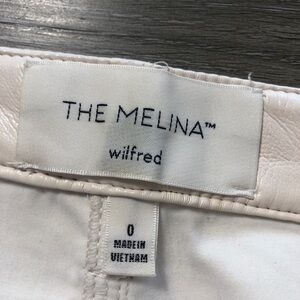 THE MELINA™
wilfred
0
MADE IN
VIETNAM